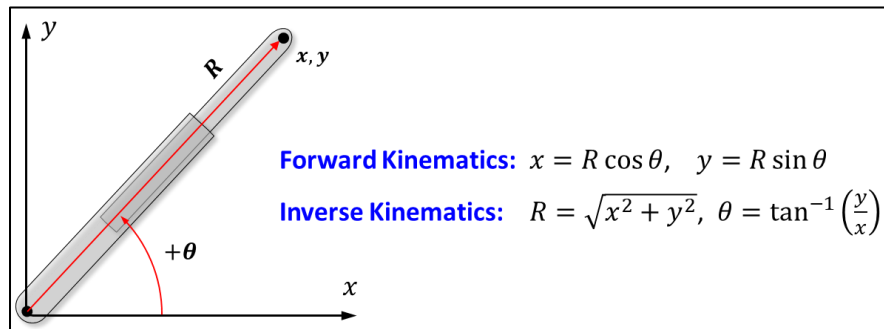 y
R
x, y
Forward Kinematics: x = R cos θ, y = R sin θ
Inverse Kinematics: R = √(x² + y²), θ = tan⁻¹(y/x)
+θ
x